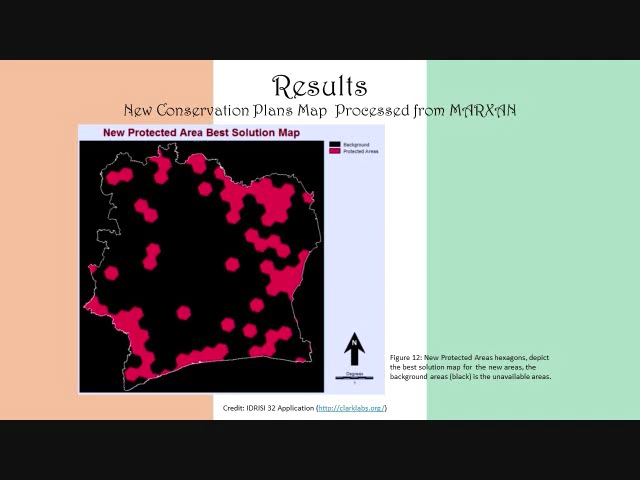 Results
New Conservation Plans Map Processed from MARXAN
New Protected Area Best Solution Map
Background
Protected Areas
N
Degrees
Figure 12: New Protected Areas hexagons, depict
the best solution map for the new areas, the
background areas (black) is the unavailable areas.
Credit: IDRISI 32 Application (http://clarklabs.org/)